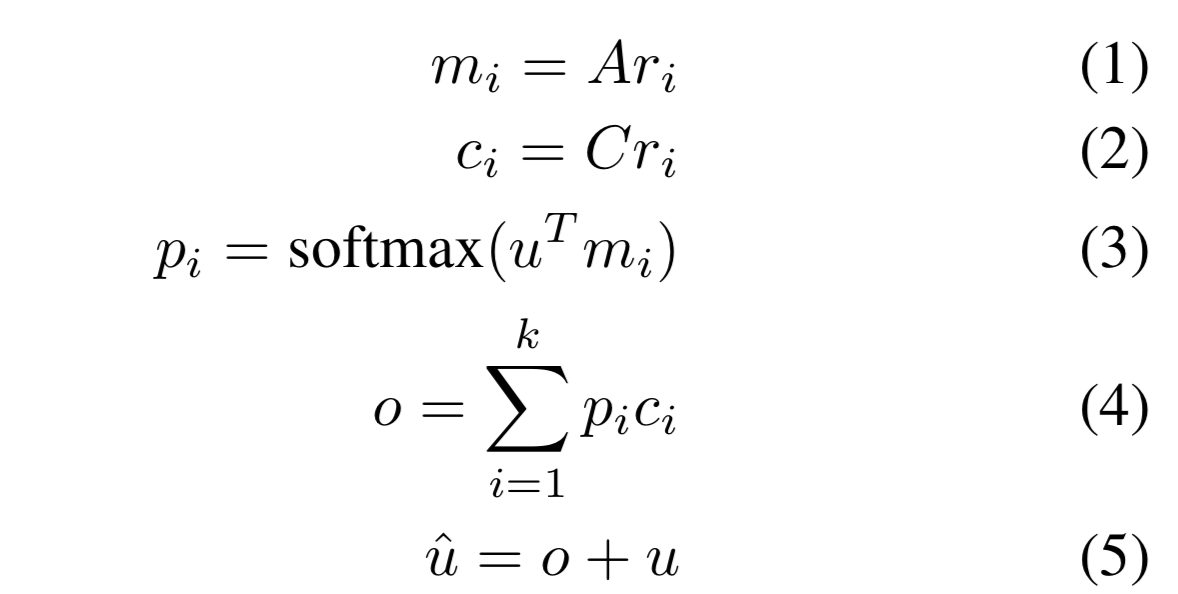 m_i = Ar_i (1)
c_i = Cr_i (2)
p_i = softmax(u^T m_i) (3)
o = \sum_{i=1}^{k} p_i c_i (4)
\hat{u} = o + u (5)